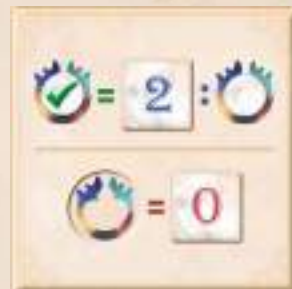 = 2 :
= 0